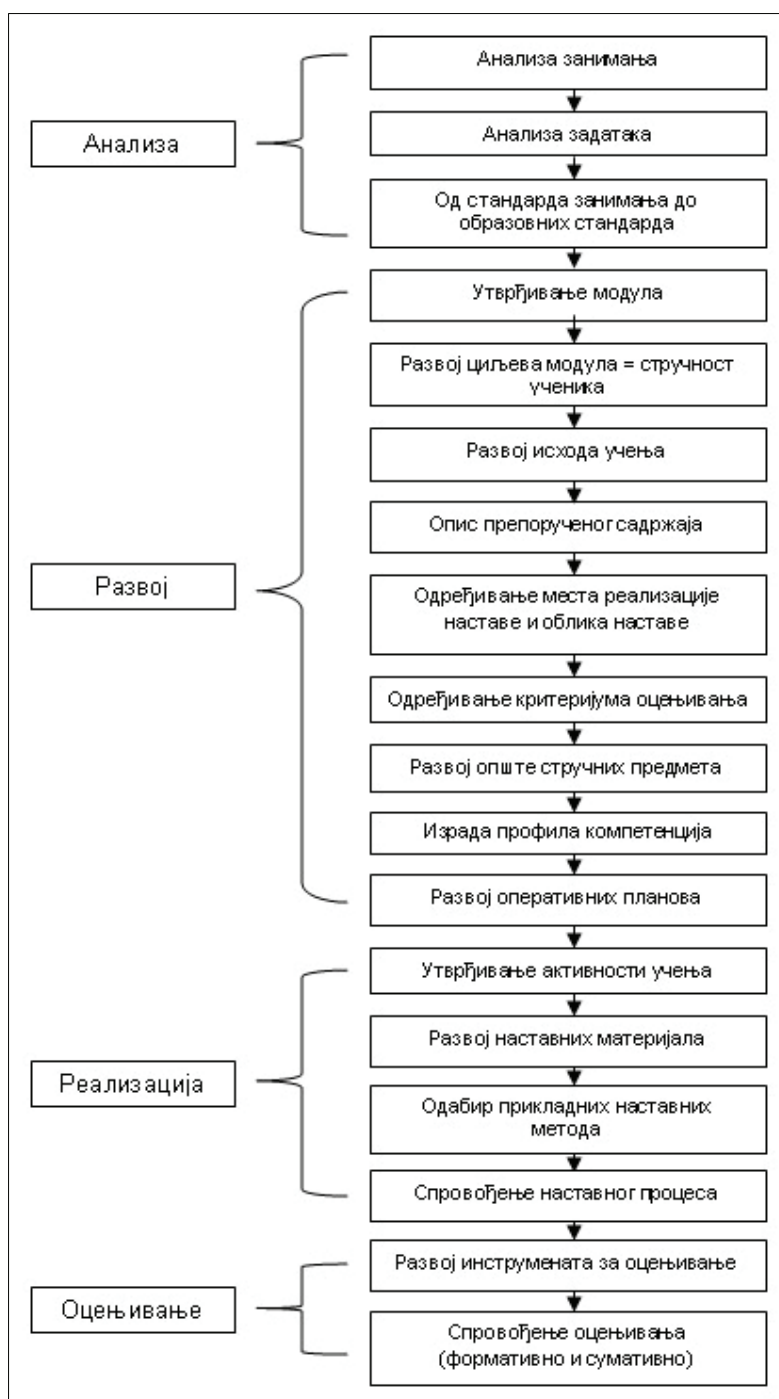 Анализа
Анализа занимања
Анализа задатака
Од стандарда занимања до
образовних стандарда
Развој
Утврђивање модула
Развој циљева модула = стручност
ученика
Развој исхода учења
Опис препорученог садржаја
Одређивање места реализације
наставе и облика наставе
Одређивање критеријума оцењивања
Развој опште стручних предмета
Израда профила компетенција
Развој оперативних планова
Реализација
Утврђивање активности учења
Развој наставних материјала
Одабир прикладних наставних
метода
Спровођење наставног процеса
Оцењивање
Развој инструмената за оцењивање
Спровођење оцењивања
(формативно и сумативно)